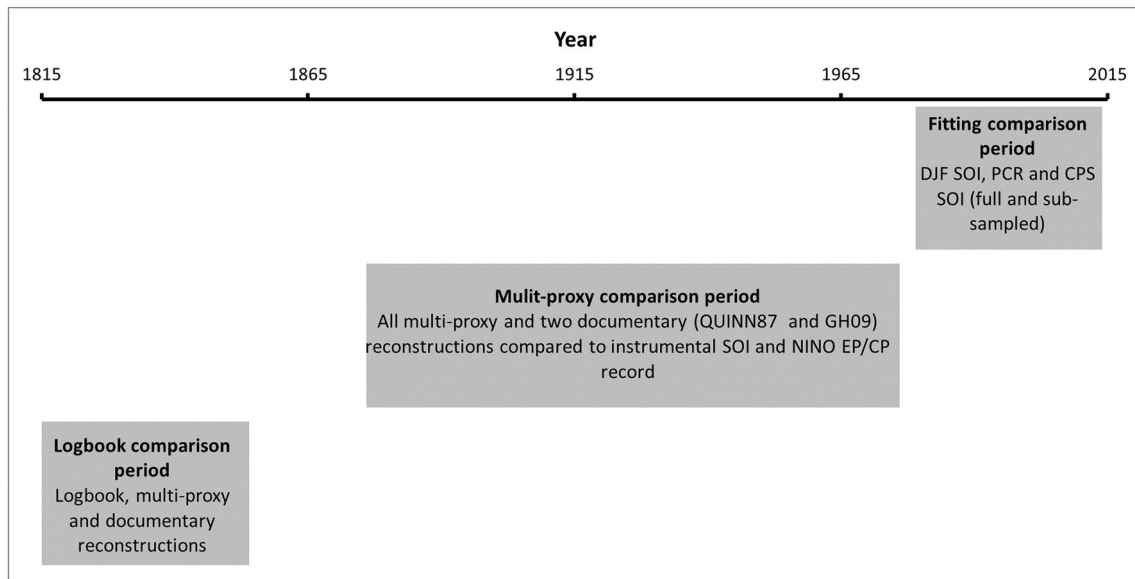 Year
1815 1865 1915 1965 2015
Fitting comparison
period
DJF SOI, PCR and CPS
SOI (full and sub-
sampled)
Mulit-proxy comparison period
All multi-proxy and two documentary (QUINN87 and GH09)
reconstructions compared to instrumental SOI and NINO EP/CP
record
Logbook comparison
period
Logbook, multi-proxy
and documentary
reconstructions